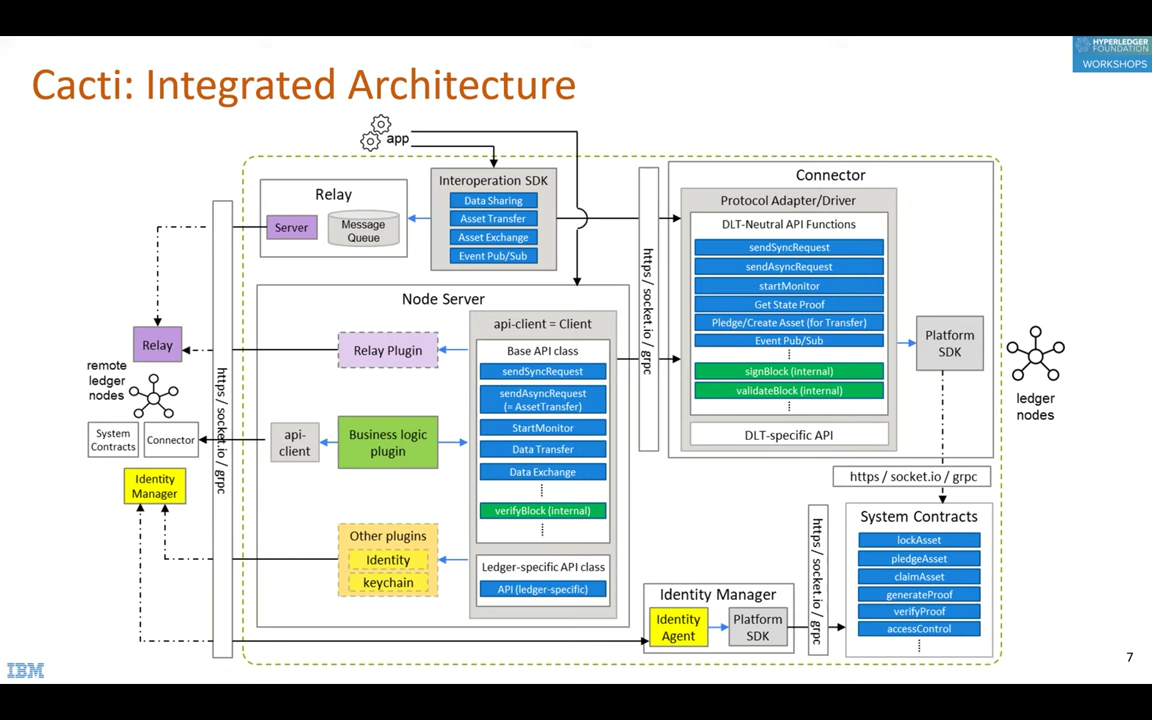 HYPERLEDGER
FOUNDATION
WORKSHOPS
Cacti: Integrated Architecture
app
Relay
Server
Message
Queue
Interoperation SDK
Data Sharing
Asset Transfer
Asset Exchange
Event Pub/Sub
https / socket.io / grpc
Connector
Protocol Adapter/Driver
DLT-Neutral API Functions
sendSyncRequest
sendAsyncRequest
startMonitor
Get State Proof
Pledge/Create Asset (for Transfer)
Event Pub/Sub
signBlock (internal)
validateBlock (internal)
DLT-specific API
Platform
SDK
ledger
nodes
Node Server
Relay Plugin
api-client
Business logic
plugin
Other plugins
Identity
keychain
api-client = Client
Base API class
sendSyncRequest
sendAsyncRequest
(= AssetTransfer)
StartMonitor
Data Transfer
Data Exchange
verifyBlock (internal)
Ledger-specific API class
API (ledger-specific)
Relay
remote
ledger
nodes
System
Contracts
Connector
Identity
Manager
https / socket.io / grpc
https / socket.io / grpc
System Contracts
lockAsset
pledgeAsset
claimAsset
generateProof
verifyProof
accessControl
https / socket.io / grpc
Identity Manager
Identity
Agent
Platform
SDK
IBM
7